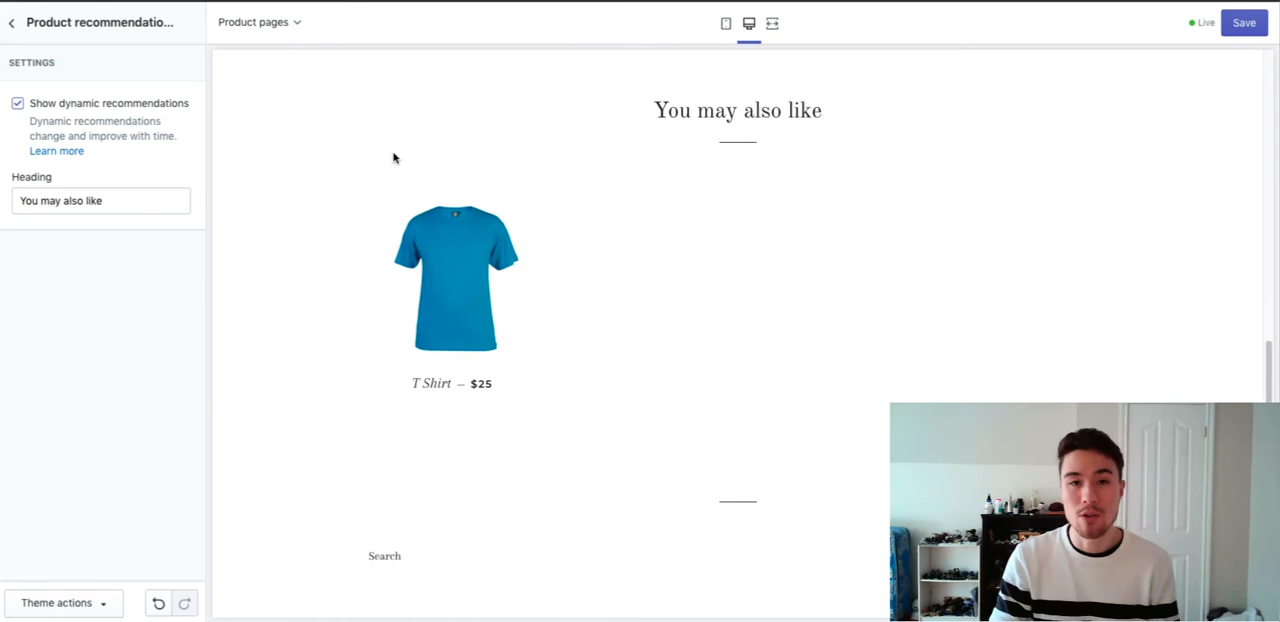 Product recommendatio...
Product pages
Live
Save
SETTINGS
Show dynamic recommendations
Dynamic recommendations
change and improve with time.
Learn more
Heading
You may also like
You may also like
T Shirt – $25
Search
Theme actions